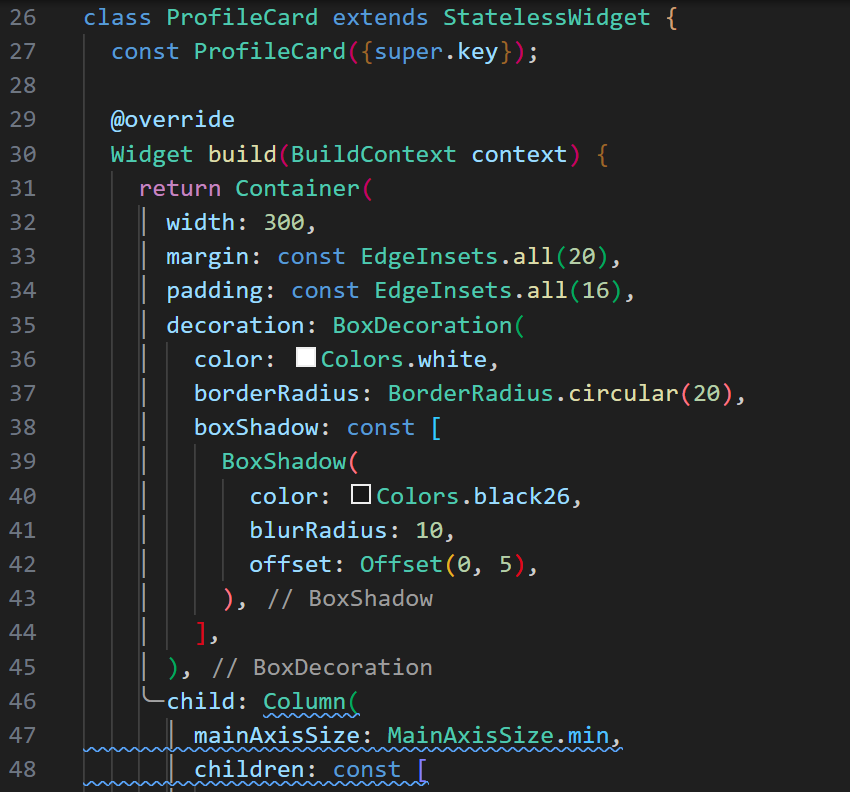 26 class ProfileCard extends StatelessWidget {
27 const ProfileCard({super.key});
28
29 @override
30 Widget build(BuildContext context) {
31 return Container(
32 width: 300,
33 margin: const EdgeInsets.all(20),
34 padding: const EdgeInsets.all(16),
35 decoration: BoxDecoration(
36 color: Colors.white,
37 borderRadius: BorderRadius.circular(20),
38 boxShadow: const [
39 BoxShadow(
40 color: Colors.black26,
41 blurRadius: 10,
42 offset: Offset(0, 5),
43 ), // BoxShadow
44 ],
45 ), // BoxDecoration
46 child: Column(
47 mainAxisSize: MainAxisSize.min,
48 children: const [